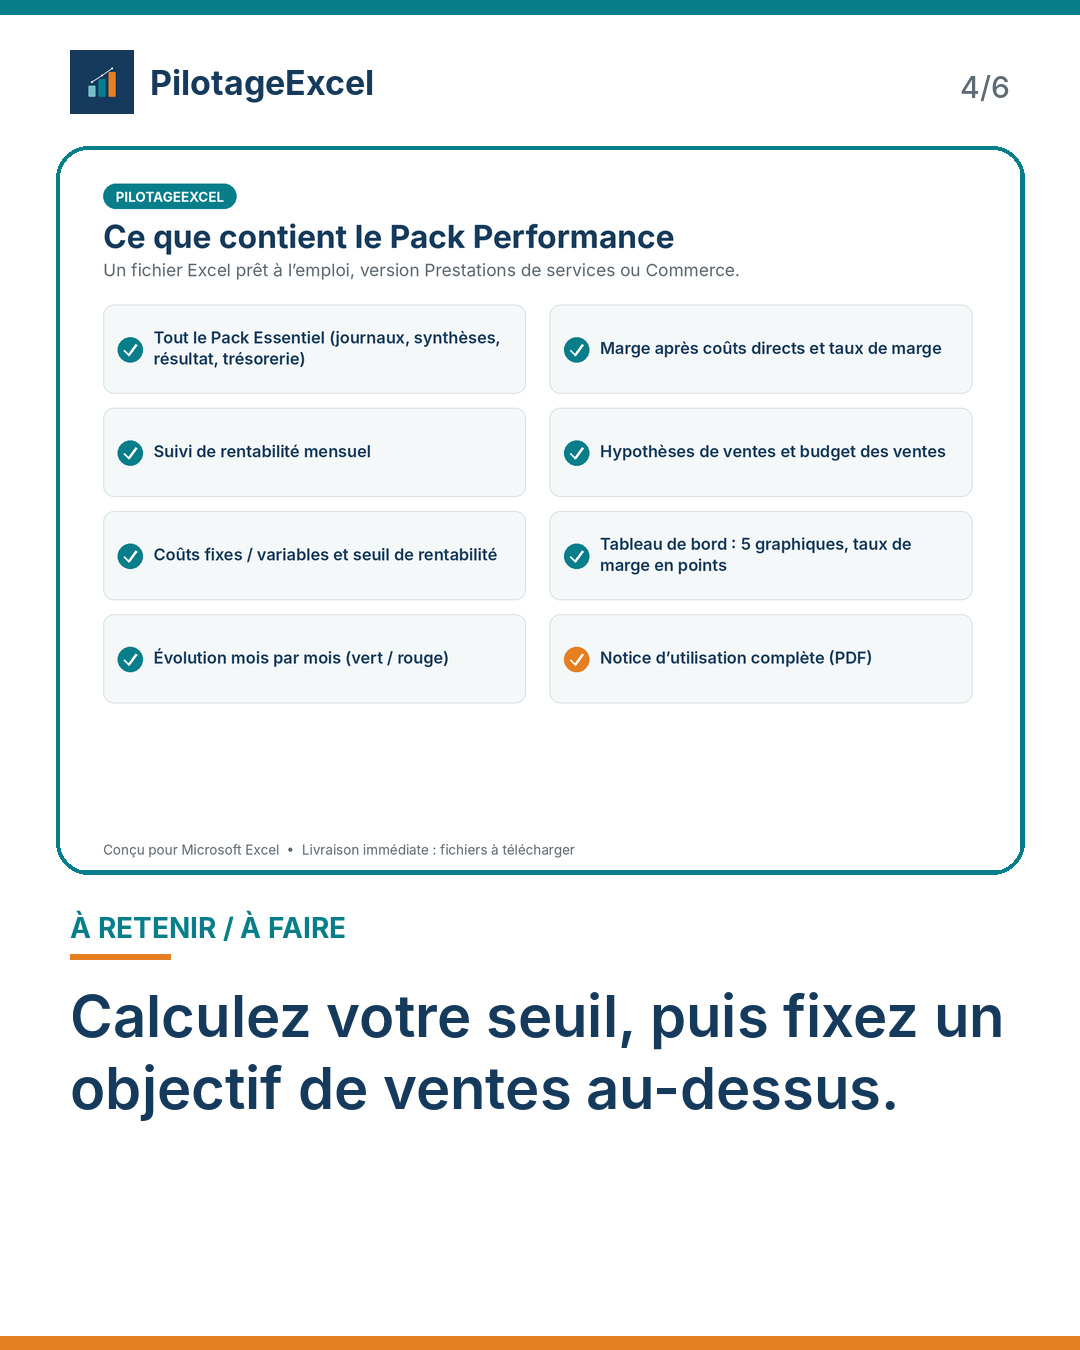 PilotageExcel
4/6
PILOTAGEEXCEL
Ce que contient le Pack Performance
Un fichier Excel prêt à l’emploi, version Prestations de services ou Commerce.
Tout le Pack Essentiel (journaux, synthèses,
résultat, trésorerie)
Marge après coûts directs et taux de marge
Suivi de rentabilité mensuel
Hypothèses de ventes et budget des ventes
Coûts fixes / variables et seuil de rentabilité
Tableau de bord : 5 graphiques, taux de
marge en points
Évolution mois par mois (vert / rouge)
Notice d’utilisation complète (PDF)
Conçu pour Microsoft Excel • Livraison immédiate : fichiers à télécharger
À RETENIR / À FAIRE
Calculez votre seuil, puis fixez un
objectif de ventes au-dessus.